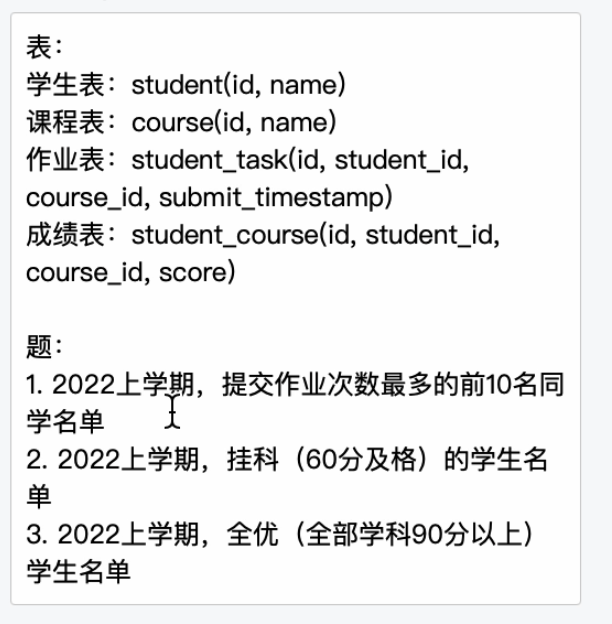 表：
学生表：student(id, name)
课程表：course(id, name)
作业表：student_task(id, student_id,
course_id, submit_timestamp)
成绩表：student_course(id, student_id,
course_id, score)
题：
1. 2022上学期，提交作业次数最多的前10名同
学名单
2. 2022上学期，挂科（60分及格）的学生名
单
3. 2022上学期，全优（全部学科90分以上）
学生名单